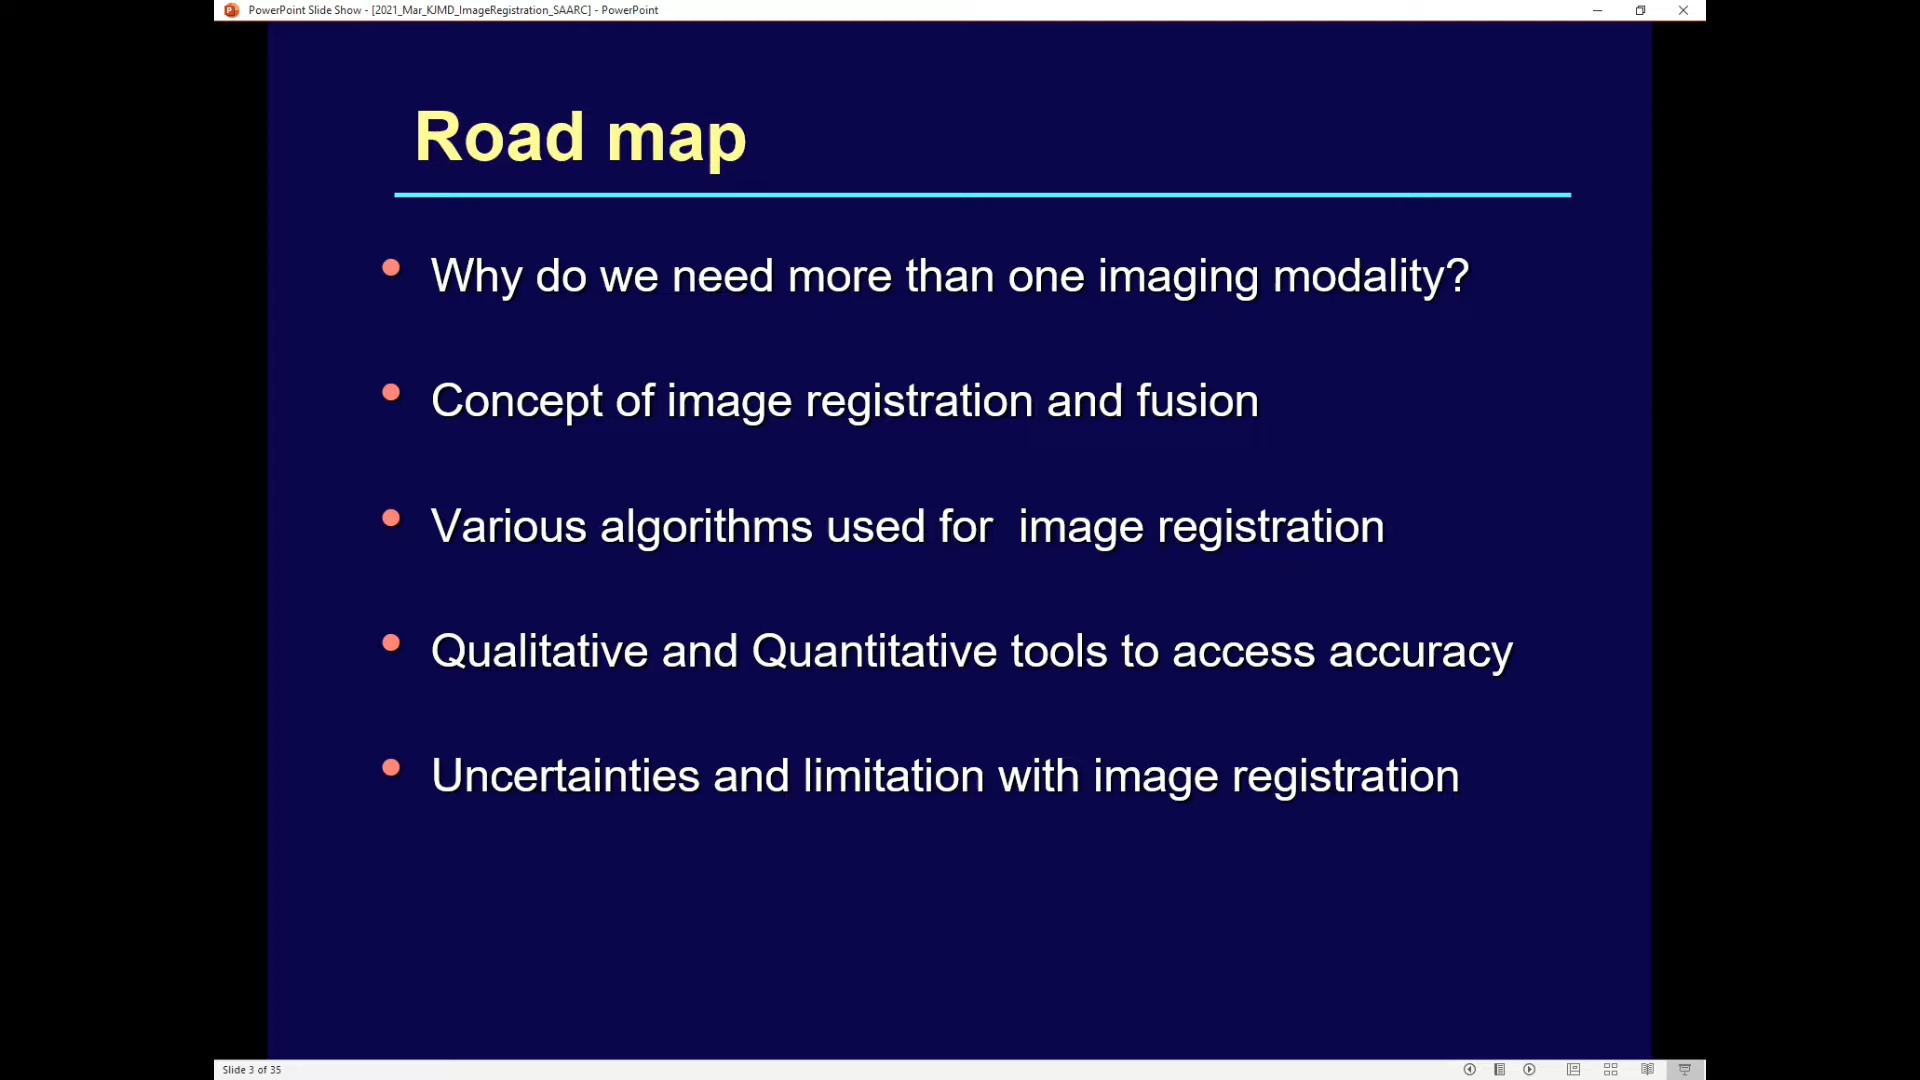 PowerPoint Slide Show - [2021_Mar_KJMD_ImageRegistration_SAARC] - PowerPoint
Road map
• Why do we need more than one imaging modality?
• Concept of image registration and fusion
• Various algorithms used for  image registration
• Qualitative and Quantitative tools to access accuracy
• Uncertainties and limitation with image registration
Slide 3 of 35